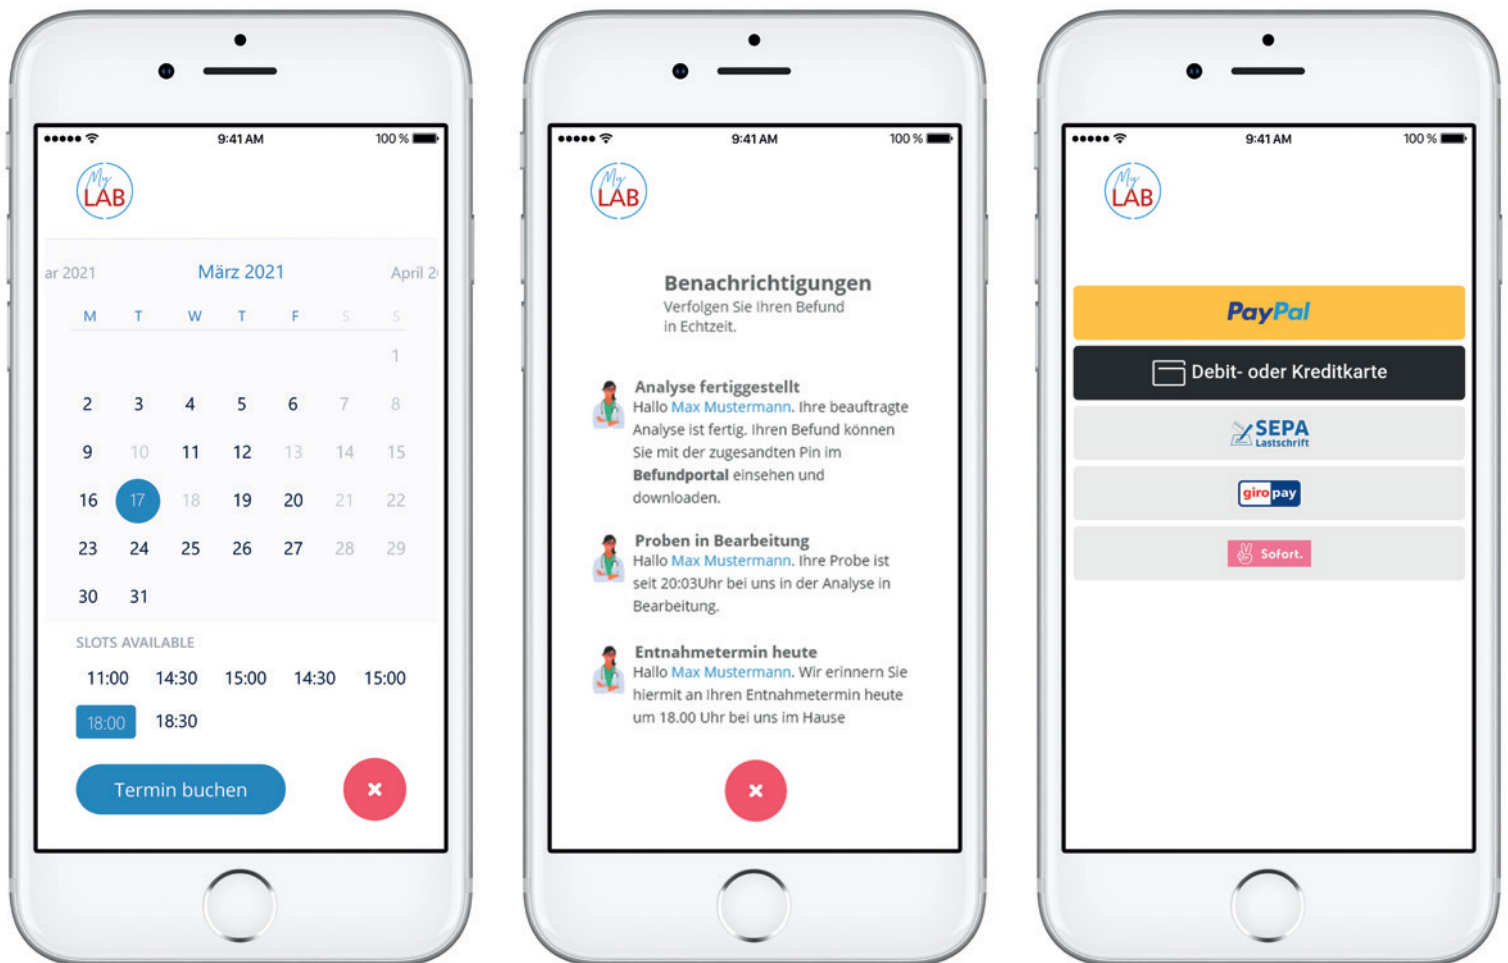 9:41 AM 100 %
My
LAB
ar 2021 März 2021 April 2
M T W T F S S
1
2 3 4 5 6 7 8
9 10 11 12 13 14 15
16 17 18 19 20 21 22
23 24 25 26 27 28 29
30 31
SLOTS AVAILABLE
11:00 14:30 15:00 14:30 15:00
18:00 18:30
Termin buchen
9:41 AM 100 %
My
LAB
Benachrichtigungen
Verfolgen Sie Ihren Befund
in Echtzeit.
Analyse fertiggestellt
Hallo Max Mustermann. Ihre beauftragte
Analyse ist fertig. Ihren Befund können
Sie mit der zugesandten Pin im
Befundportal einsehen und
downloaden.
Proben in Bearbeitung
Hallo Max Mustermann. Ihre Probe ist
seit 20:03Uhr bei uns in der Analyse in
Bearbeitung.
Entnahmetermin heute
Hallo Max Mustermann. Wir erinnern Sie
hiermit an Ihren Entnahmetermin heute
um 18.00 Uhr bei uns im Hause
9:41 AM 100 %
My
LAB
PayPal
Debit- oder Kreditkarte
SEPA
Lastschrift
giropay
Sofort.